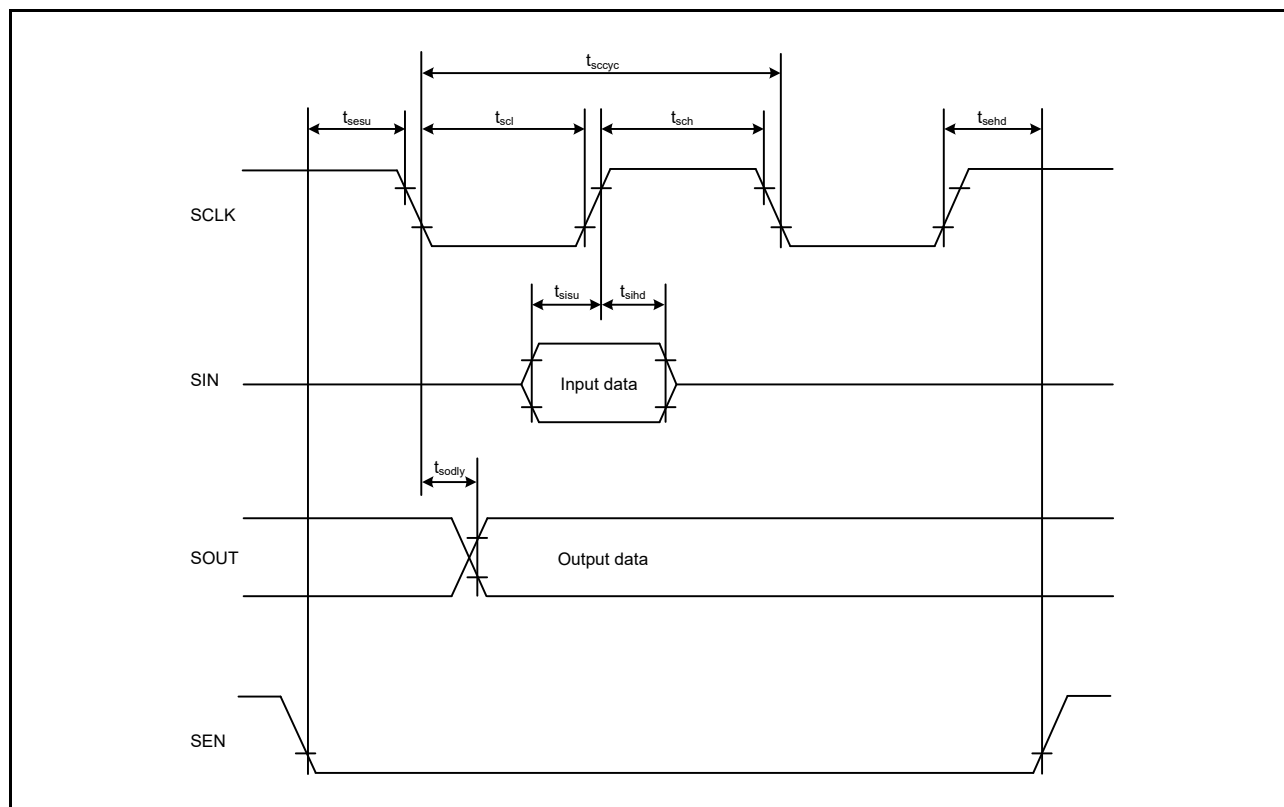 tsccyc
tsesu
tscl
tsch
tsehd
SCLK
tsisu
tsihd
SIN
Input data
tsodly
SOUT
Output data
SEN